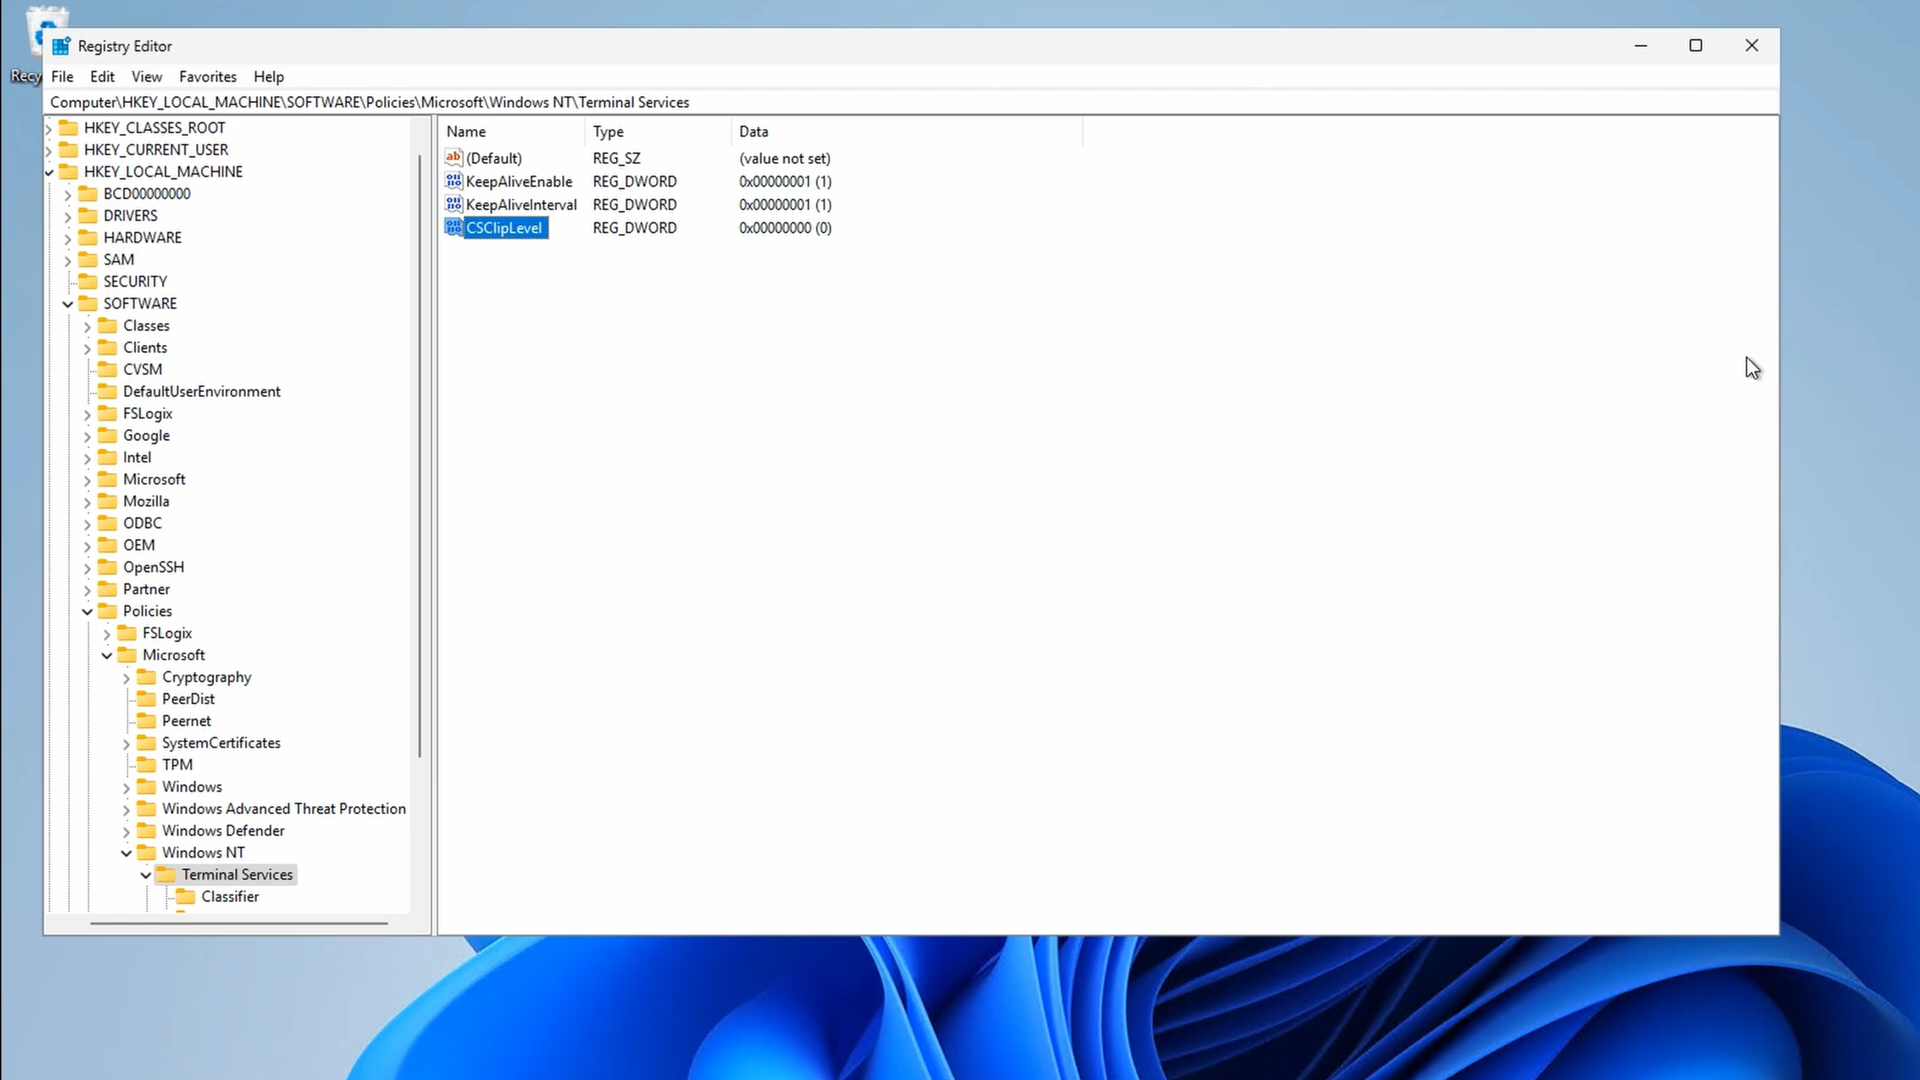 Recy
Registry Editor
File Edit View Favorites Help
Computer\HKEY_LOCAL_MACHINE\SOFTWARE\Policies\Microsoft\Windows NT\Terminal Services
HKEY_CLASSES_ROOT
HKEY_CURRENT_USER
HKEY_LOCAL_MACHINE
BCD00000000
DRIVERS
HARDWARE
SAM
SECURITY
SOFTWARE
Classes
Clients
CVSM
DefaultUserEnvironment
FSLogix
Google
Intel
Microsoft
Mozilla
ODBC
OEM
OpenSSH
Partner
Policies
FSLogix
Microsoft
Cryptography
PeerDist
Peernet
SystemCertificates
TPM
Windows
Windows Advanced Threat Protection
Windows Defender
Windows NT
Terminal Services
Classifier
Name Type Data
(Default) REG_SZ (value not set)
KeepAliveEnable REG_DWORD 0x00000001 (1)
KeepAliveInterval REG_DWORD 0x00000001 (1)
CSClipLevel REG_DWORD 0x00000000 (0)